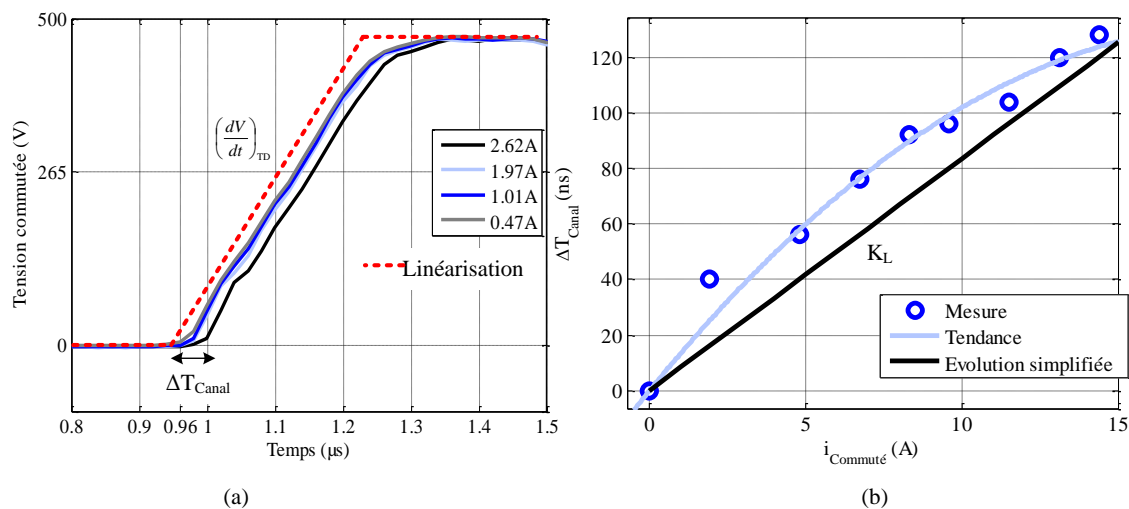 500
265
0
Tension commutée (V)
(dV/dt)TD
2.62A
1.97A
1.01A
0.47A
Linéarisation
ΔTCanal
0.8
0.9
0.96
1
1.1
1.2
1.3
1.4
1.5
Temps (µs)
(a)
120
100
80
60
40
20
0
ΔTCanal (ns)
KL
Mesure
Tendance
Evolution simplifiée
0
5
10
15
iCommuté (A)
(b)